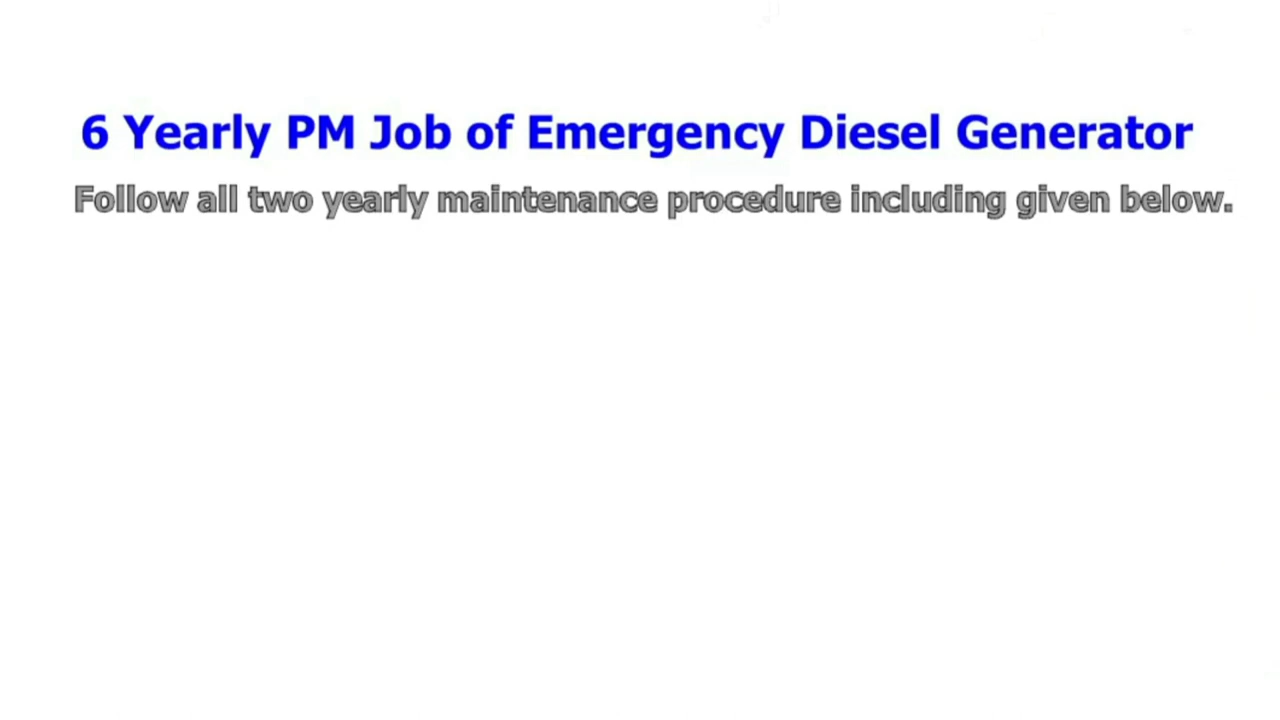 6 Yearly PM Job of Emergency Diesel Generator
Follow all two yearly maintenance procedure including given below.